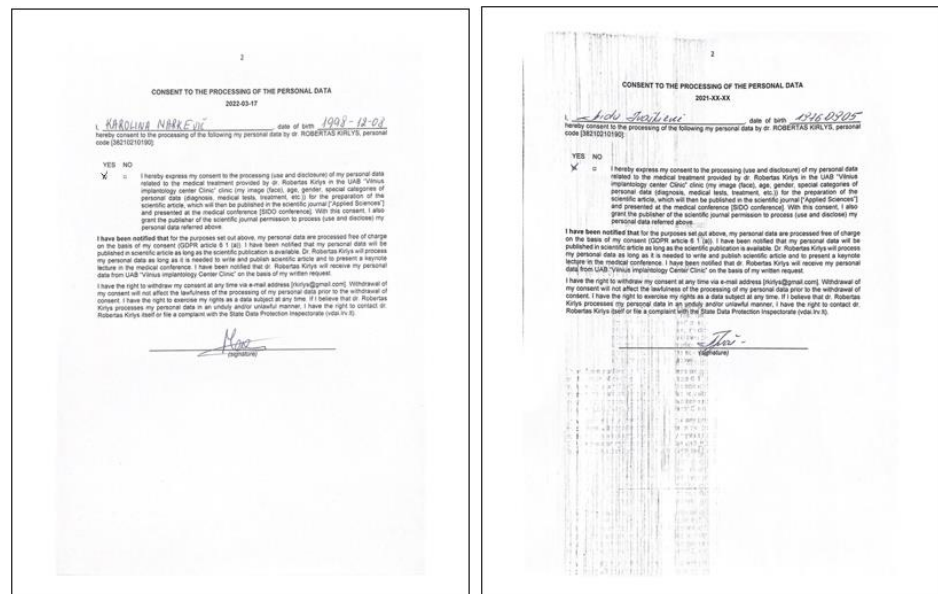 2
CONSENT TO THE PROCESSING OF THE PERSONAL DATA
2022-03-17
I, KAROLINA NARKEVIČ date of birth 1998-12-08
hereby consent to the processing of the following my personal data by dr. ROBERTAS KIRLYS, personal
code [38210210190]:
YES NO
I hereby express my consent to the processing (use and disclosure) of my personal data
related to the medical treatment provided by dr. Robertas Kirlys in the UAB "Vilnius
implantology center Clinic" clinic (my image (face), age, gender, special categories of
personal data (diagnosis, medical tests, treatment, etc.)) for the preparation of the
scientific article, which will then be published in the scientific journal ["Applied Sciences"]
and presented at the medical conference [SIDO conference]. With this consent, I also
grant the publisher of the scientific journal permission to process (use and disclose) my
personal data referred above.
I have been notified that for the purposes set out above, my personal data are processed free of charge
on the basis of my consent (GDPR article 6 1 (a)). I have been notified that my personal data will be
published in scientific article as long as the scientific publication is available. Dr. Robertas Kirlys will process
my personal data as long as it is needed to write and publish scientific article and to present a keynote
lecture in the medical conference. I have been notified that dr. Robertas Kirlys will receive my personal
data from UAB "Vilnius Implantology Center Clinic" on the basis of my written request.
I have the right to withdraw my consent at any time via e-mail address [rkirlys@gmail.com]. Withdrawal of
my consent will not affect the lawfulness of the processing of my personal data prior to the withdrawal of
consent. I have the right to exercise my rights as a data subject at any time. If I believe that dr. Robertas
Kirlys processes my personal data in an unduly and/or unlawful manner, I have the right to contact dr.
Robertas Kirlys itself or file a complaint with the State Data Protection Inspectorate (vdai.lrv.lt).
(signature)
2
CONSENT TO THE PROCESSING OF THE PERSONAL DATA
2021-XX-XX
I, date of birth 19760905
hereby consent to the processing of the following my personal data by dr. ROBERTAS KIRLYS, personal
code [38210210190]:
YES NO
I hereby express my consent to the processing (use and disclosure) of my personal data
related to the medical treatment provided by dr. Robertas Kirlys in the UAB "Vilnius
implantology center Clinic" clinic (my image (face), age, gender, special categories of
personal data (diagnosis, medical tests, treatment, etc.)) for the preparation of the
scientific article, which will then be published in the scientific journal ["Applied Sciences"]
and presented at the medical conference [SIDO conference]. With this consent, I also
grant the publisher of the scientific journal permission to process (use and disclose) my
personal data referred above.
I have been notified that for the purposes set out above, my personal data are processed free of charge
on the basis of my consent (GDPR article 6 1 (a)). I have been notified that my personal data will be
published in scientific article as long as the scientific publication is available. Dr. Robertas Kirlys will process
my personal data as long as it is needed to write and publish scientific article and to present a keynote
lecture in the medical conference. I have been notified that dr. Robertas Kirlys will receive my personal
data from UAB "Vilnius Implantology Center Clinic" on the basis of my written request.
I have the right to withdraw my consent at any time via e-mail address [rkirlys@gmail.com]. Withdrawal of
my consent will not affect the lawfulness of the processing of my personal data prior to the withdrawal of
consent. I have the right to exercise my rights as a data subject at any time. If I believe that dr. Robertas
Kirlys processes my personal data in an unduly and/or unlawful manner, I have the right to contact dr.
Robertas Kirlys itself or file a complaint with the State Data Protection Inspectorate (vdai.lrv.lt).
(signature)